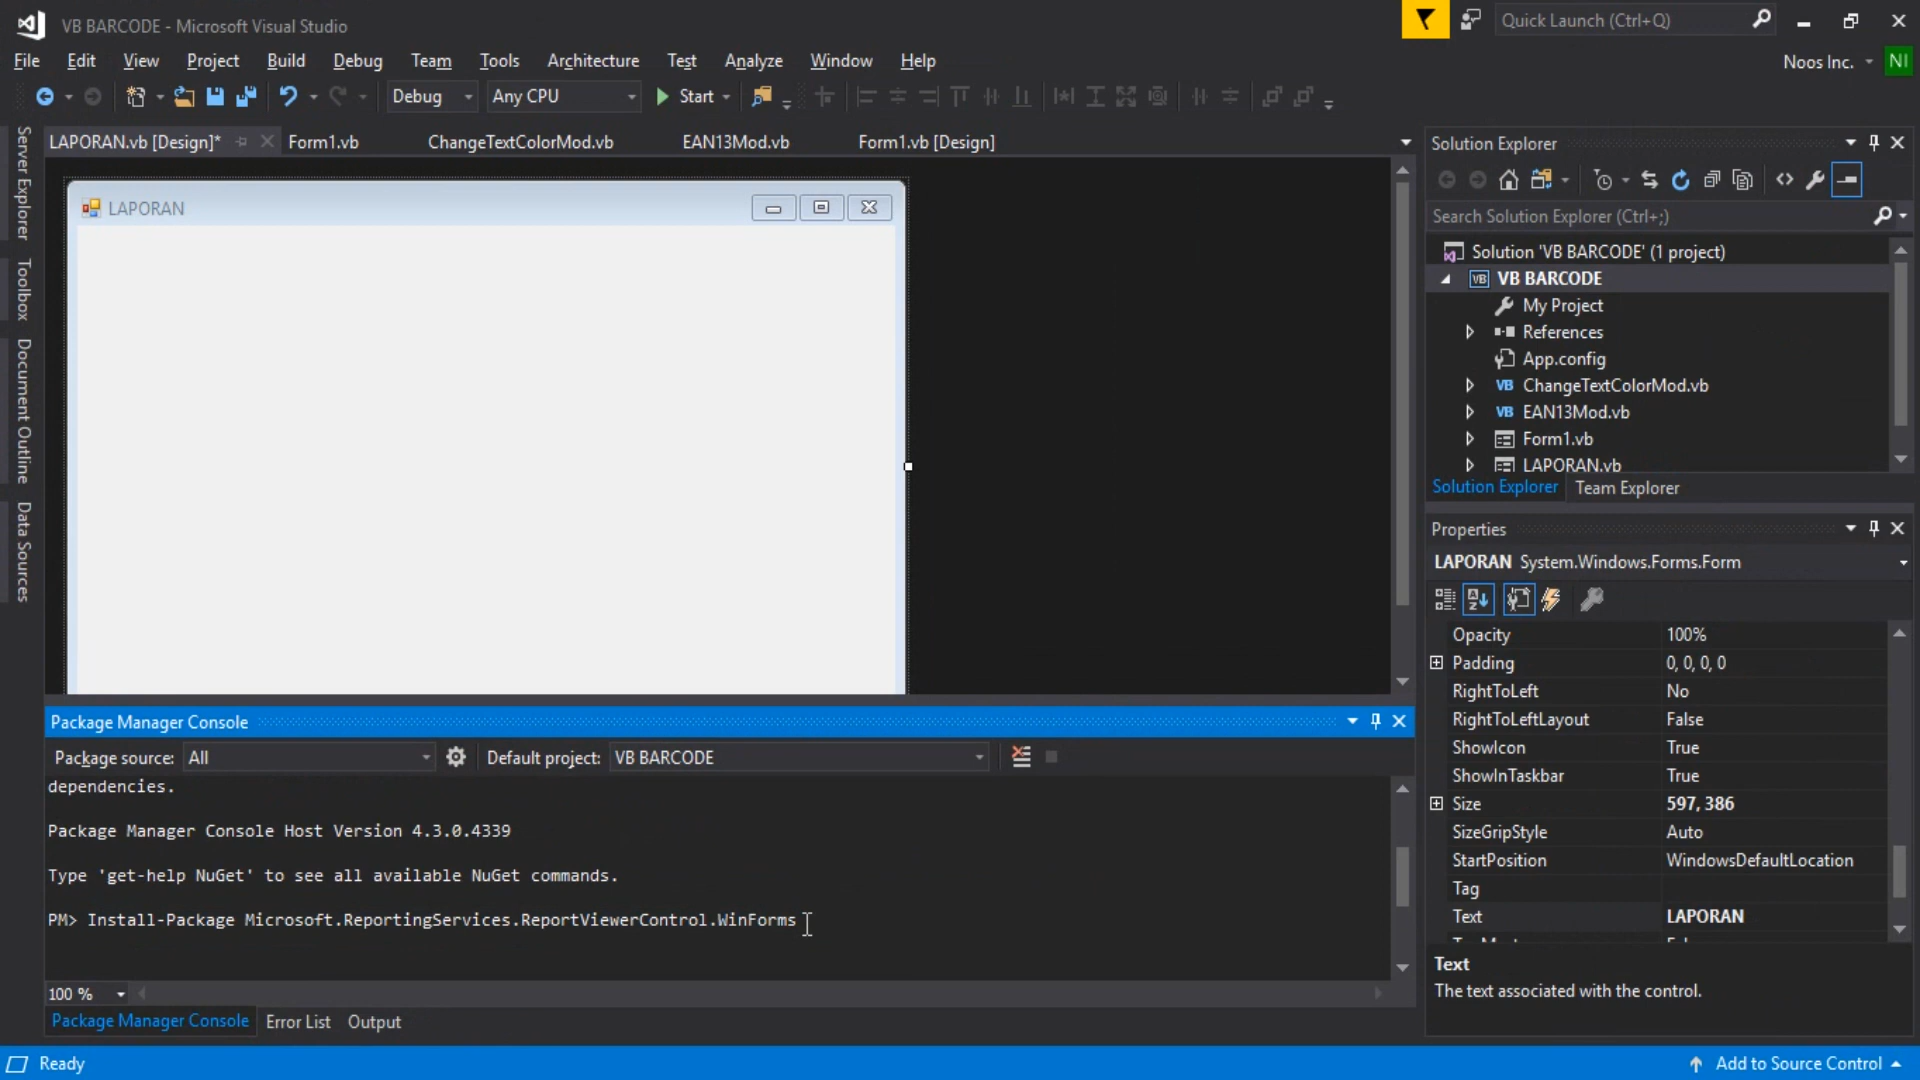 VB BARCODE - Microsoft Visual Studio
Quick Launch (Ctrl+Q)
File Edit View Project Build Debug Team Tools Architecture Test Analyze Window Help
Noos Inc. NI
Debug Any CPU Start
LAPORAN.vb [Design]* Form1.vb ChangeTextColorMod.vb EAN13Mod.vb Form1.vb [Design]
Server Explorer
Toolbox
Document Outline
Data Sources
LAPORAN
Solution Explorer
Search Solution Explorer (Ctrl+;)
Solution 'VB BARCODE' (1 project)
VB VB BARCODE
My Project
References
App.config
VB ChangeTextColorMod.vb
VB EAN13Mod.vb
Form1.vb
LAPORAN.vb
Solution Explorer Team Explorer
Properties
LAPORAN System.Windows.Forms.Form
Opacity 100%
Padding 0, 0, 0, 0
RightToLeft No
RightToLeftLayout False
ShowIcon True
ShowInTaskbar True
Size 597, 386
SizeGripStyle Auto
StartPosition WindowsDefaultLocation
Tag
Text LAPORAN
Text
The text associated with the control.
Package Manager Console
Package source: All Default project: VB BARCODE
dependencies.
Package Manager Console Host Version 4.3.0.4339
Type 'get-help NuGet' to see all available NuGet commands.
PM> Install-Package Microsoft.ReportingServices.ReportViewerControl.WinForms
100 %
Package Manager Console Error List Output
Ready
Add to Source Control